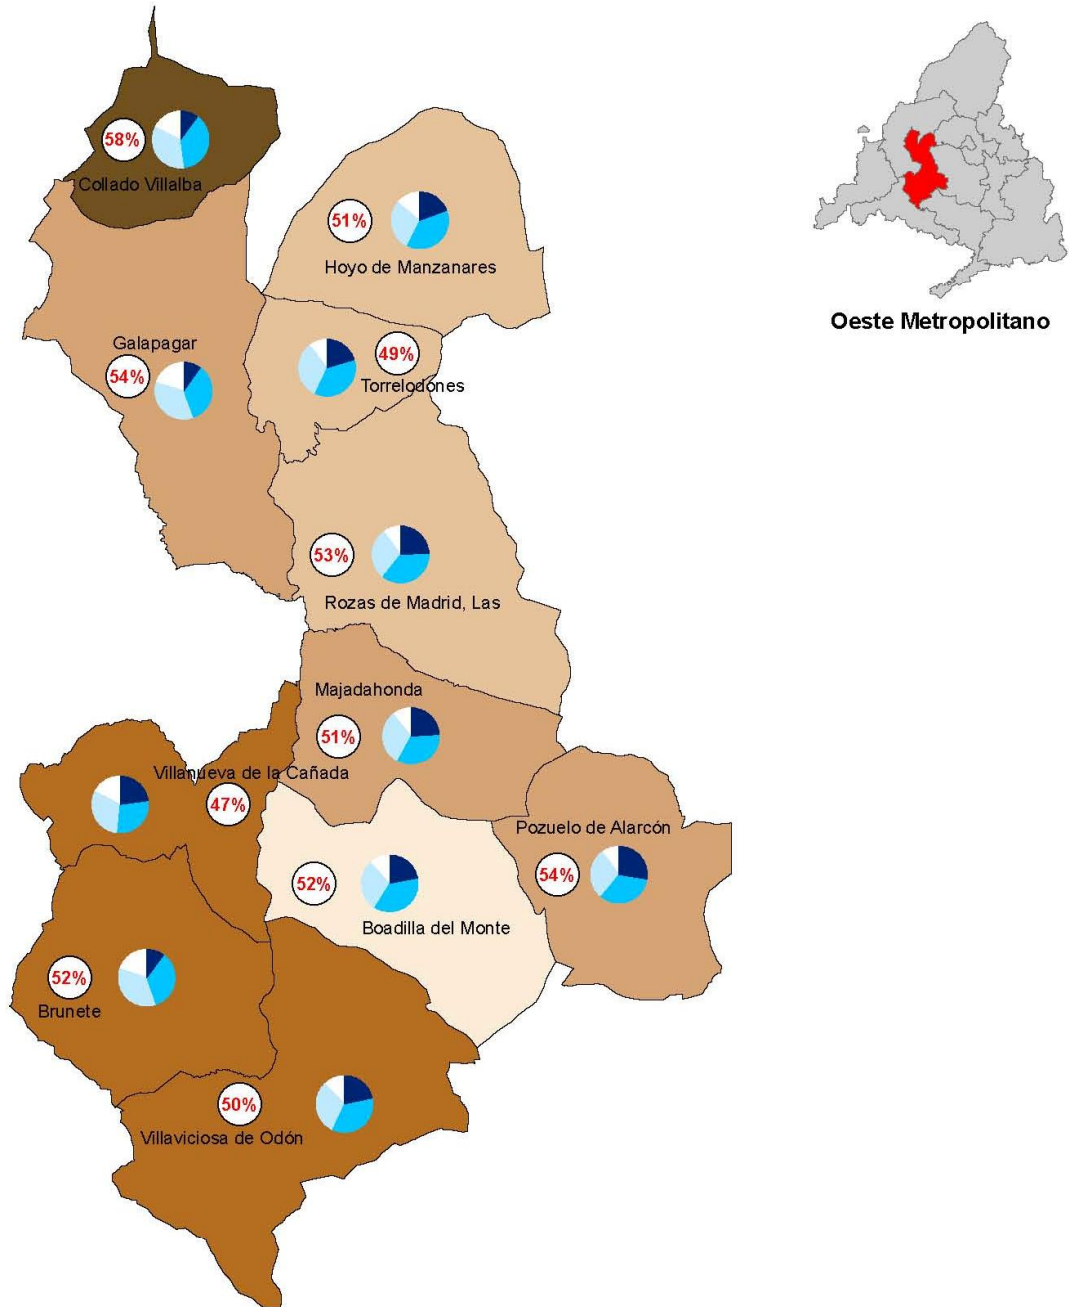 58%
Collado Villalba
51%
Hoyo de Manzanares
Oeste Metropolitano
Galapagar
54%
49%
Torrelodones
53%
Rozas de Madrid, Las
Majadahonda
51%
Villanueva de la Cañada
47%
Pozuelo de Alarcón
54%
52%
Boadilla del Monte
52%
Brunete
50%
Villaviciosa de Odón